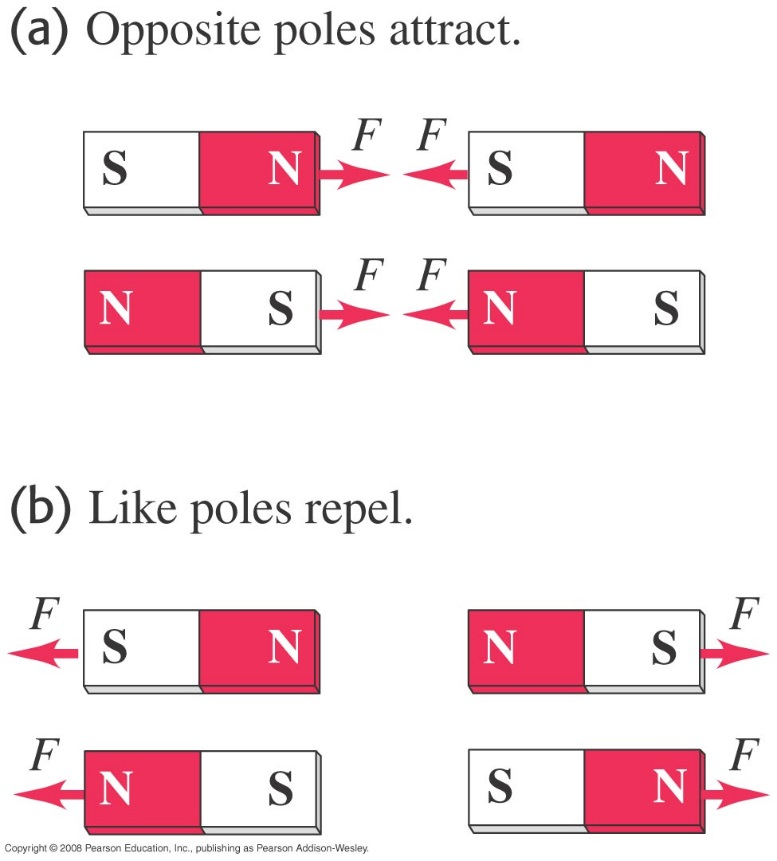 (a) Opposite poles attract.
F F
S N S N
F F
N S N S
(b) Like poles repel.
F F
S N N S
F F
N S S N
Copyright © 2008 Pearson Education, Inc., publishing as Pearson Addison-Wesley.